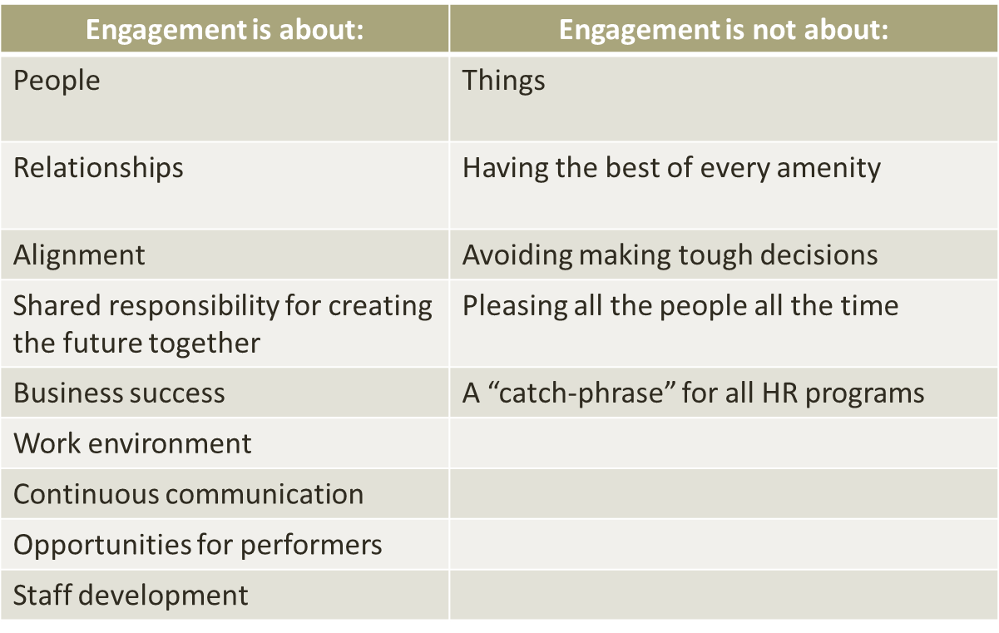 Engagement is about:
Engagement is not about:
People
Things
Relationships
Having the best of every amenity
Alignment
Avoiding making tough decisions
Shared responsibility for creating
the future together
Pleasing all the people all the time
Business success
A “catch-phrase” for all HR programs
Work environment
Continuous communication
Opportunities for performers
Staff development